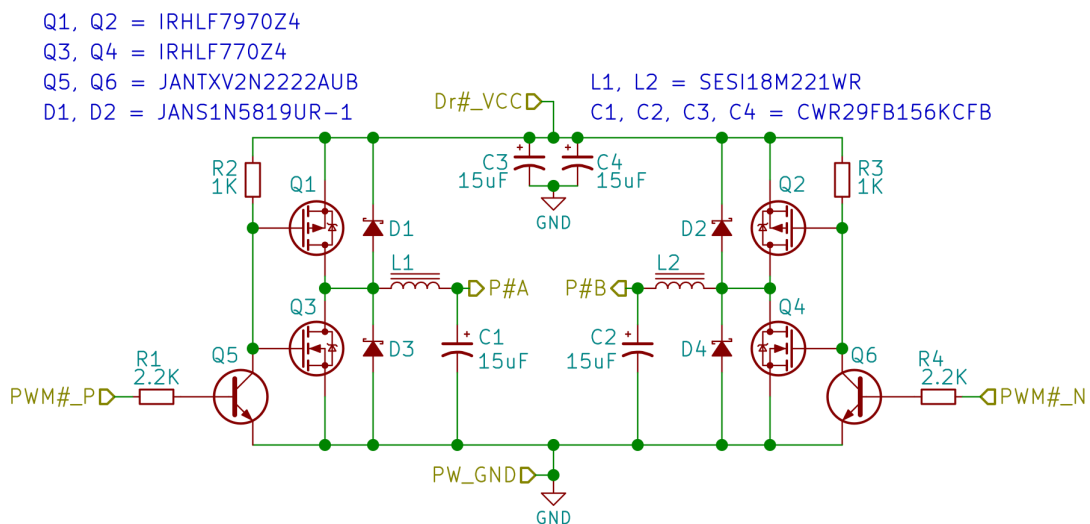 Q1, Q2 = IRHLF7970Z4
Q3, Q4 = IRHLF770Z4
Q5, Q6 = JANTXV2N2222AUB
D1, D2 = JANS1N5819UR-1
L1, L2 = SESI18M221WR
C1, C2, C3, C4 = CWR29FB156KCFB
Dr#_VCC
R2
1K
Q1
C3
15uF
C4
15uF
Q2
R3
1K
GND
D1
D2
L1
P#A
P#B
L2
Q3
Q4
C1
15uF
C2
15uF
D3
D4
R1
2.2K
Q5
Q6
R4
2.2K
PWM#_P
PWM#_N
PW_GND
GND